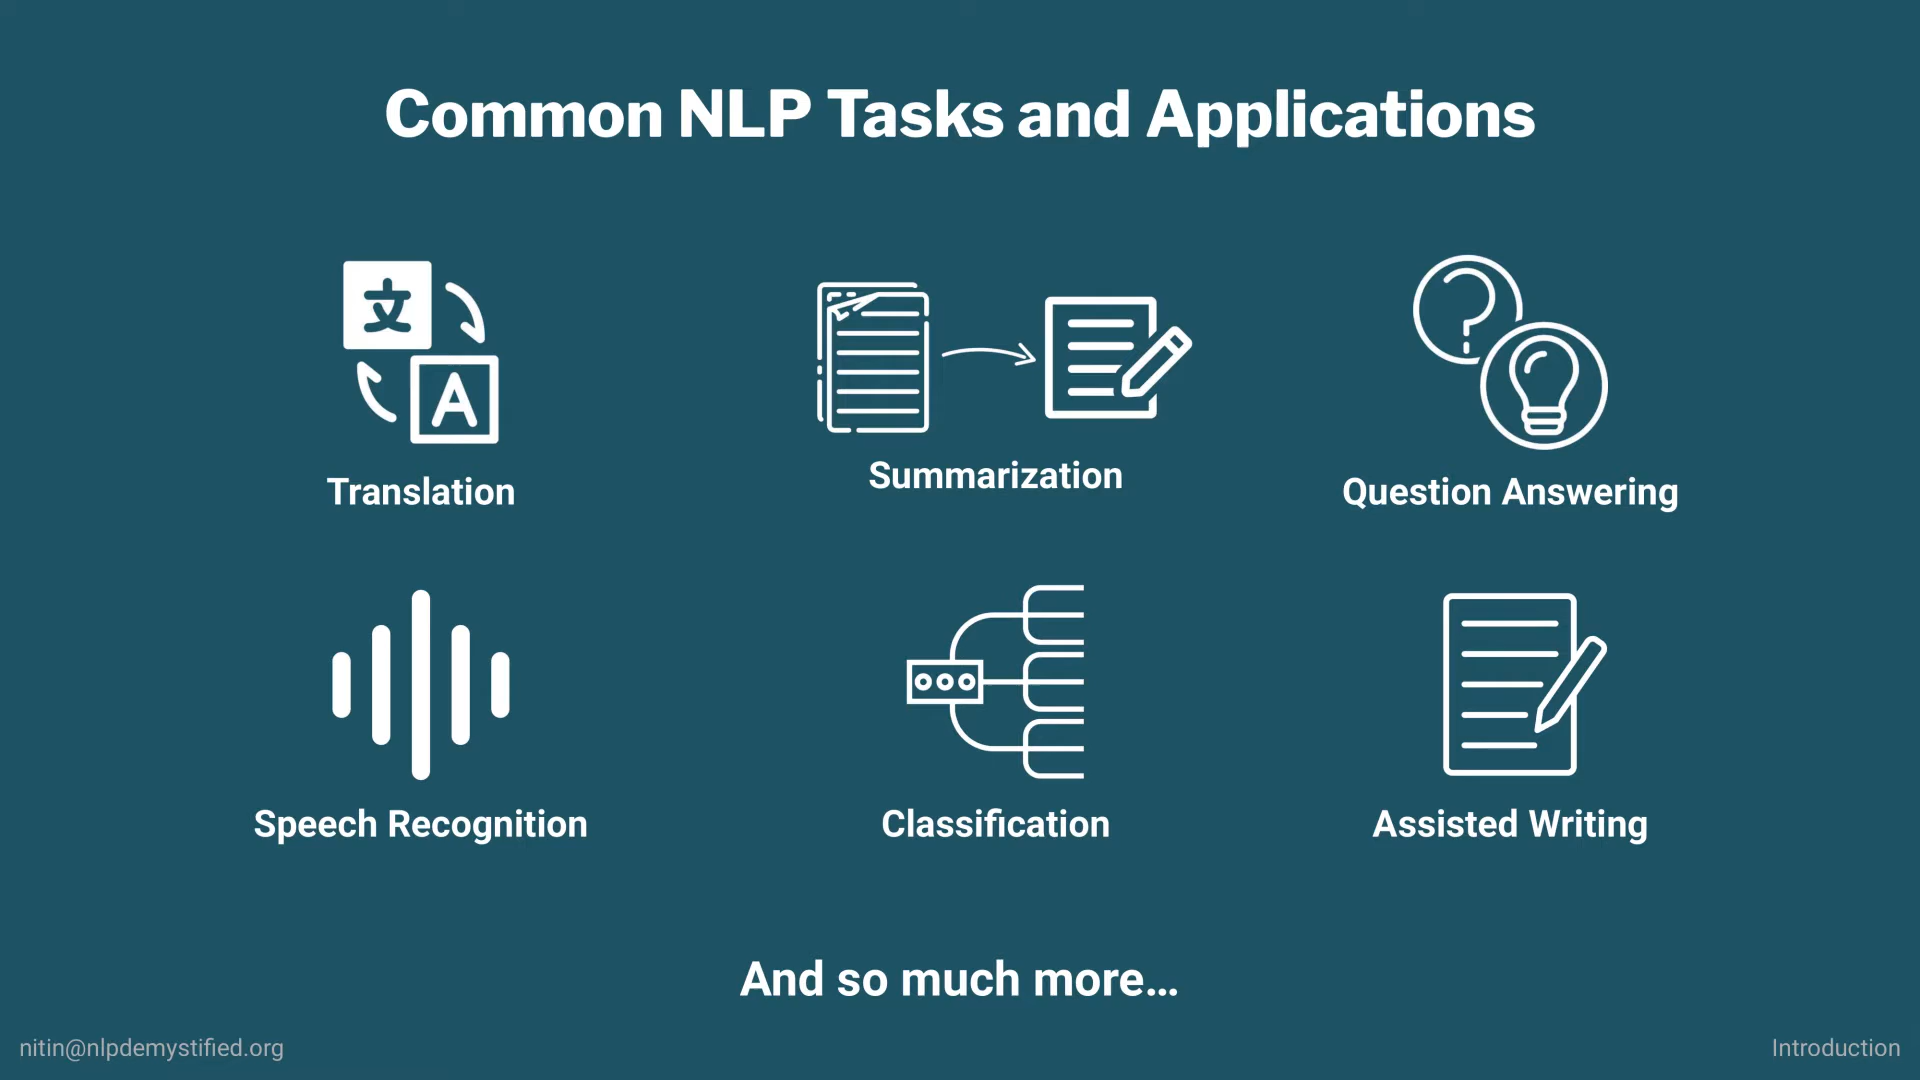 Common NLP Tasks and Applications
文
A
Translation
Summarization
?
Question Answering
Speech Recognition
Classification
Assisted Writing
And so much more…
nitin@nlpdemystified.org
Introduction